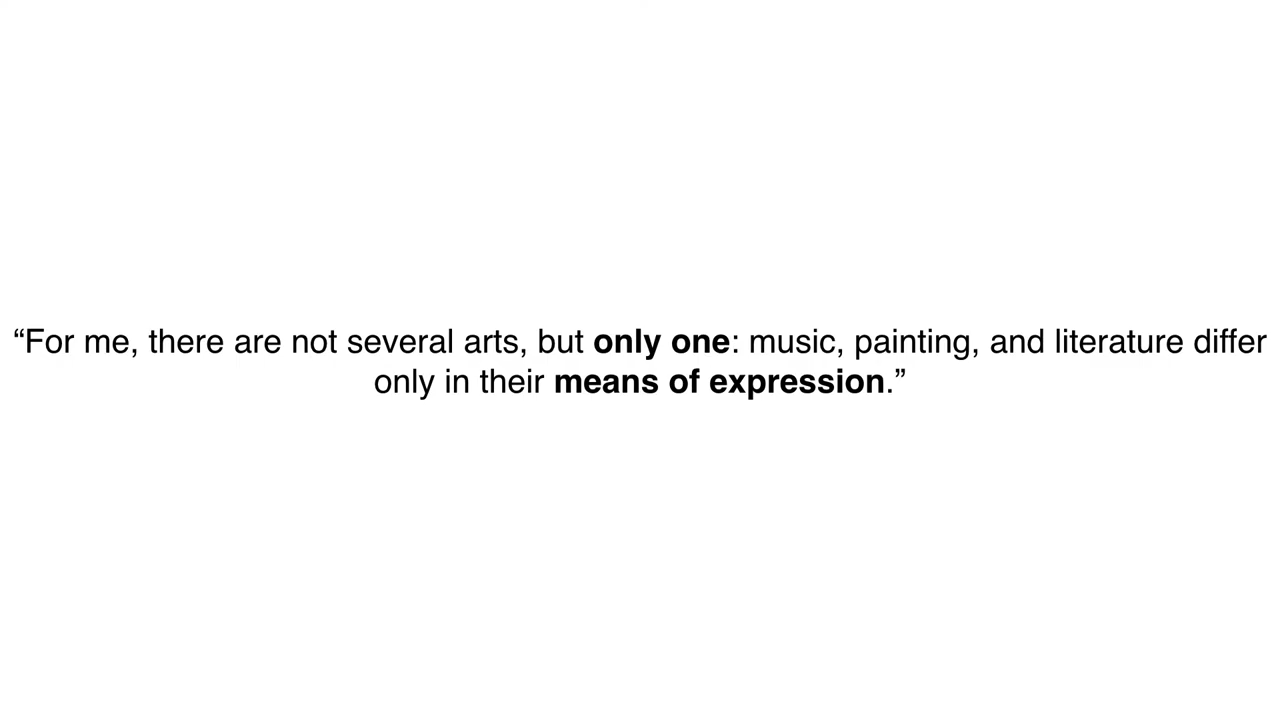 “For me, there are not several arts, but only one: music, painting, and literature differ
only in their means of expression.”